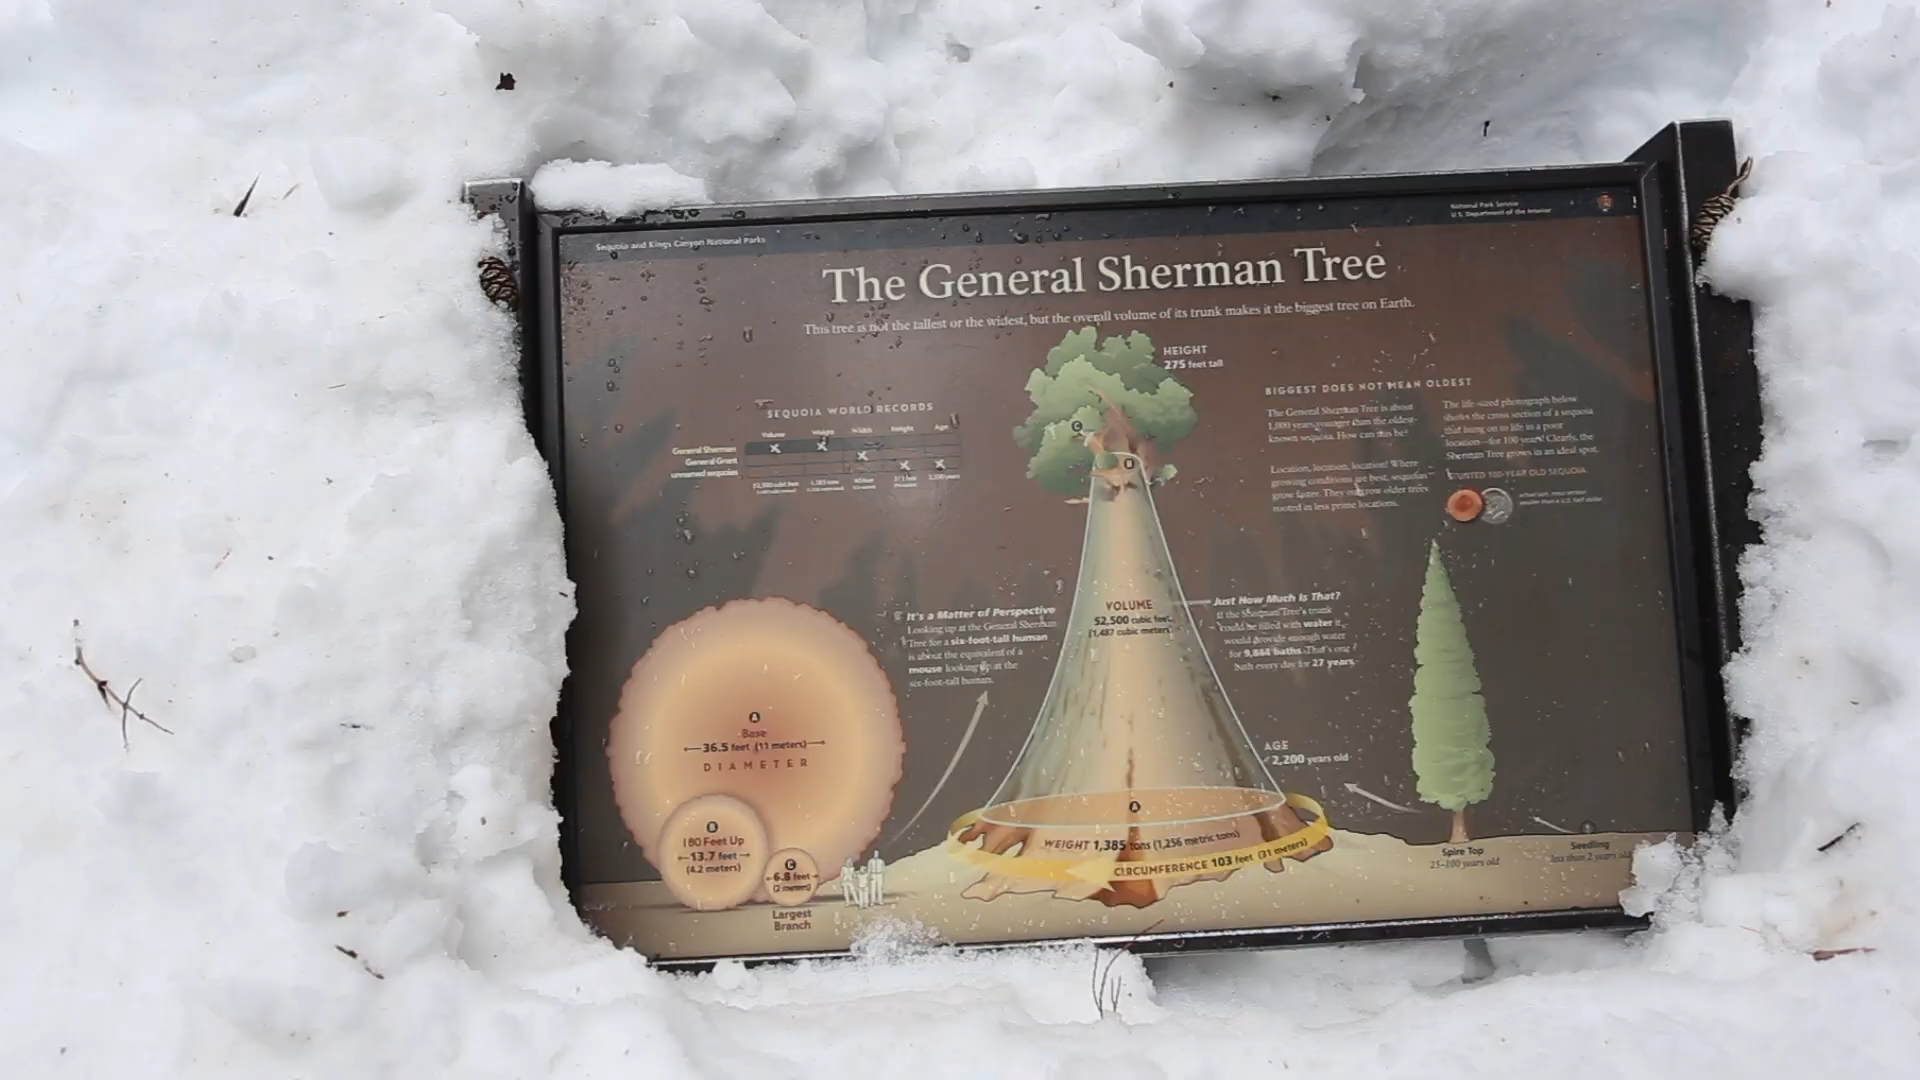 Sequoia and Kings Canyon National Parks
National Park Service
U.S. Department of the Interior
The General Sherman Tree
This tree is not the tallest or the widest, but the overall volume of its trunk makes it the biggest tree on Earth.
HEIGHT
275 feet tall
SEQUOIA WORLD RECORDS
Volume Weight Width Height Age
General Sherman
General Grant
unnamed sequoias
BIGGEST DOES NOT MEAN OLDEST
The General Sherman Tree is about
1,000 years younger than the oldest-
known sequoia. How can this be?
Location, location, location! Where
growing conditions are best, sequoias
grow faster. They outgrow older trees
rooted in less prime locations.
The life-sized photograph below
shows the cross section of a sequoia
that hung on to life in a poor
location—for 100 years! Clearly, the
Sherman Tree grows in an ideal spot.
STUNTED 100-YEAR OLD SEQUOIA
C
B
It's a Matter of Perspective
Looking up at the General Sherman
Tree for a six-foot-tall human
is about the equivalent of a
mouse looking up at the
six-foot-tall human.
VOLUME
52,500 cubic feet
(1,487 cubic meters)
Just How Much Is That?
If the Sherman Tree's trunk
could be filled with water it
would provide enough water
for 9,844 baths. That's one
bath every day for 27 years.
A
Base
36.5 feet (11 meters)
DIAMETER
B
180 Feet Up
13.7 feet
(4.2 meters)
C
6.8 feet
(2 meters)
Largest
Branch
AGE
2,200 years old
A
WEIGHT 1,385 tons (1,256 metric tons)
CIRCUMFERENCE 103 feet (31 meters)
Spire Top
25–100 years old
Seedling
less than 2 years old